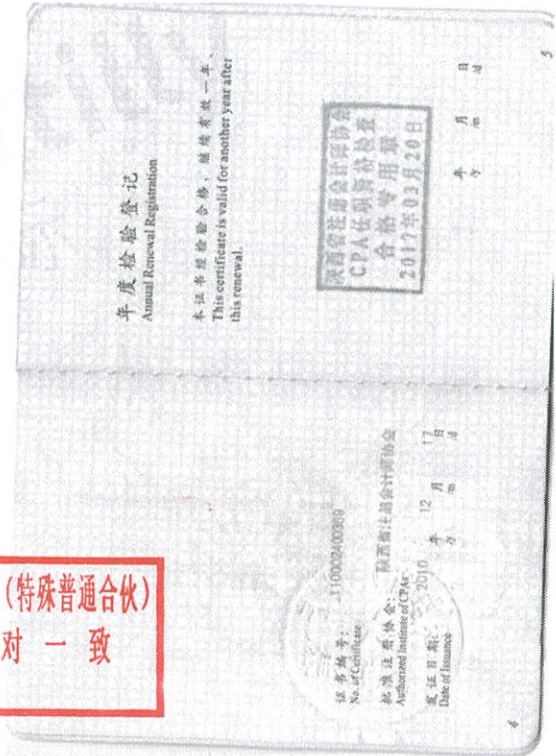 (特殊普通合伙)
对 一 致
年度检验登记
Annual Renewal Registration
本证书经检验合格，继续有效一年。
This certificate is valid for another year after
this renewal.
陕西省注册会计师协会
CPA任职资格检查
合格专用章
2017年03月20日
年 月 日
/y /m /d
5
证书编号：
No. of Certificate
110002400369
批准注册协会：
Authorized Institute of CPAs
陕西省注册会计师协会
发证日期：
Date of Issuance
2010 年 12 月 17 日
/y /m /d
4